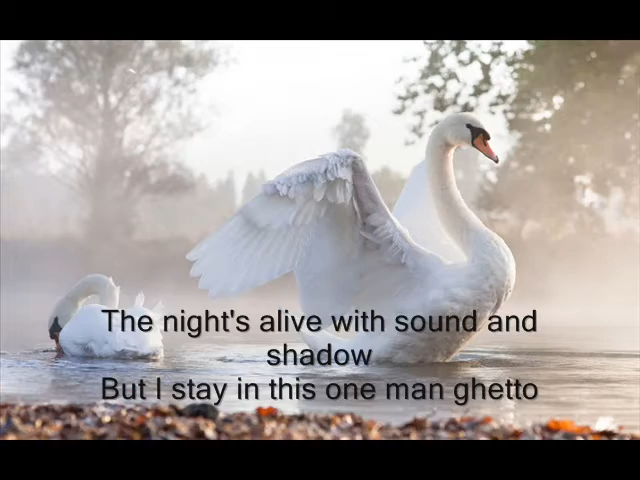 The night's alive with sound and
shadow
But I stay in this one man ghetto